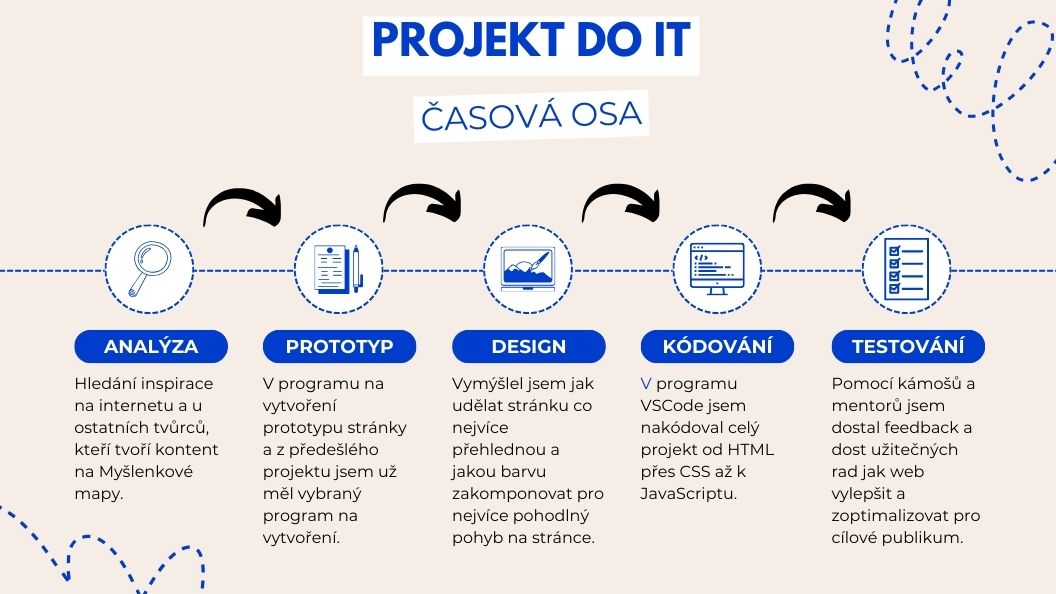 PROJEKT DO IT
ČASOVÁ OSA
ANALÝZA
Hledání inspirace
na internetu a u
ostatních tvůrců,
kteří tvoří kontent
na Myšlenkové
mapy.
PROTOTYP
V programu na
vytvoření
prototypu stránky
a z předešlého
projektu jsem už
měl vybraný
program na
vytvoření.
DESIGN
Vymýšlel jsem jak
udělat stránku co
nejvíce
přehlednou a
jakou barvu
zakomponovat pro
nejvíce pohodlný
pohyb na stránce.
KÓDOVÁNÍ
V programu
VSCode jsem
nakódoval celý
projekt od HTML
přes CSS až k
JavaScriptu.
TESTOVÁNÍ
Pomocí kámošů a
mentorů jsem
dostal feedback a
dost užitečných
rad jak web
vylepšit a
zoptimalizovat pro
cílové publikum.